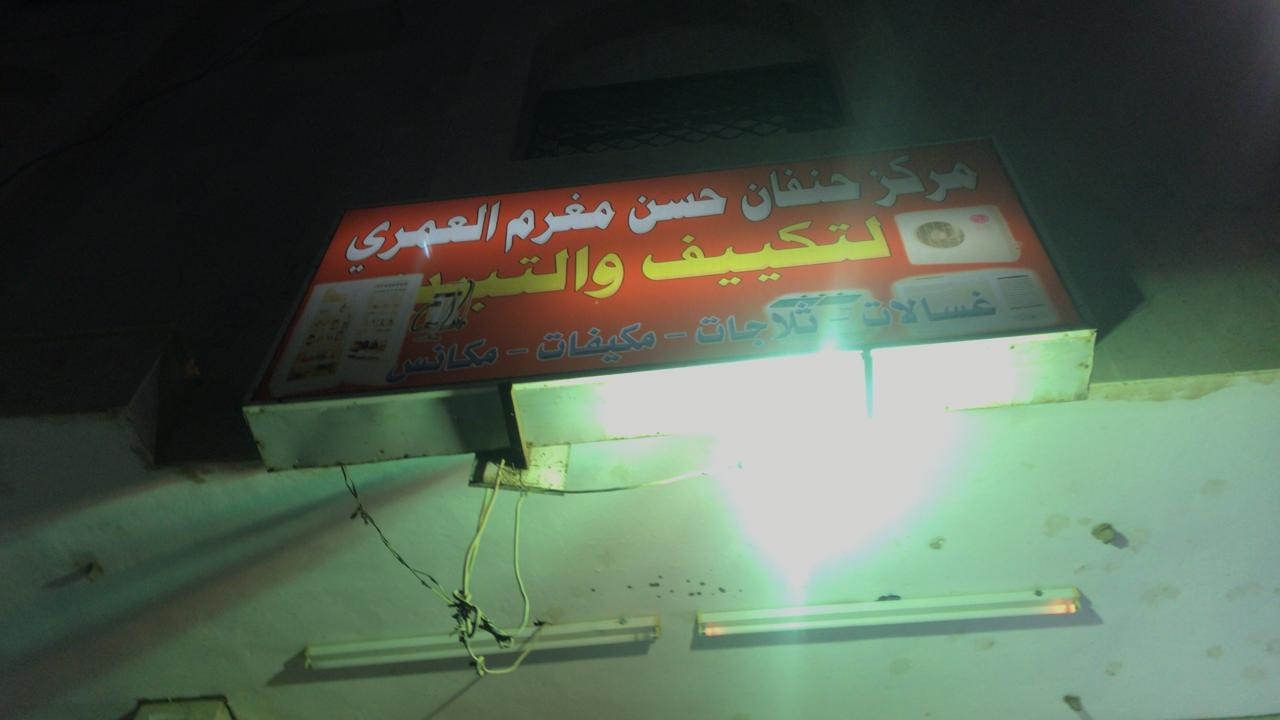 مركز حنفان حسن مغرم العمري
لتكييف والتبريد
غسالات - ثلاجات - مكيفات - مكانس